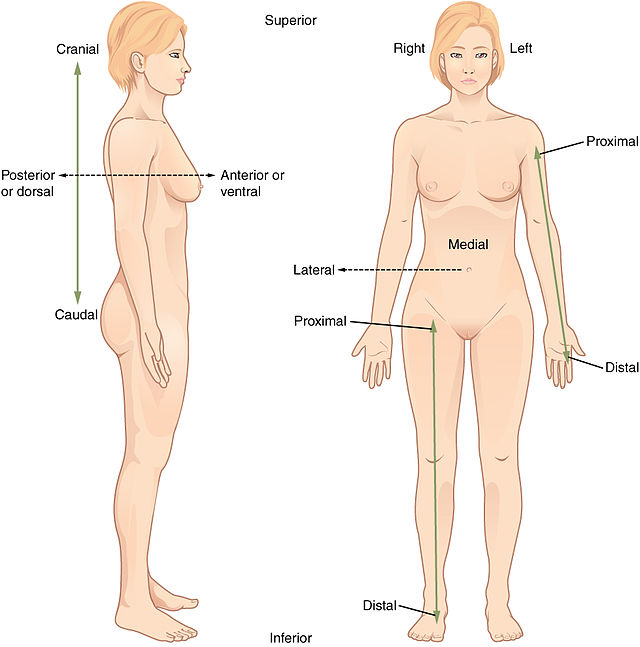 Superior
Cranial
Right
Left
Proximal
Posterior
or dorsal
Anterior or
ventral
Medial
Lateral
Caudal
Proximal
Distal
Distal
Inferior